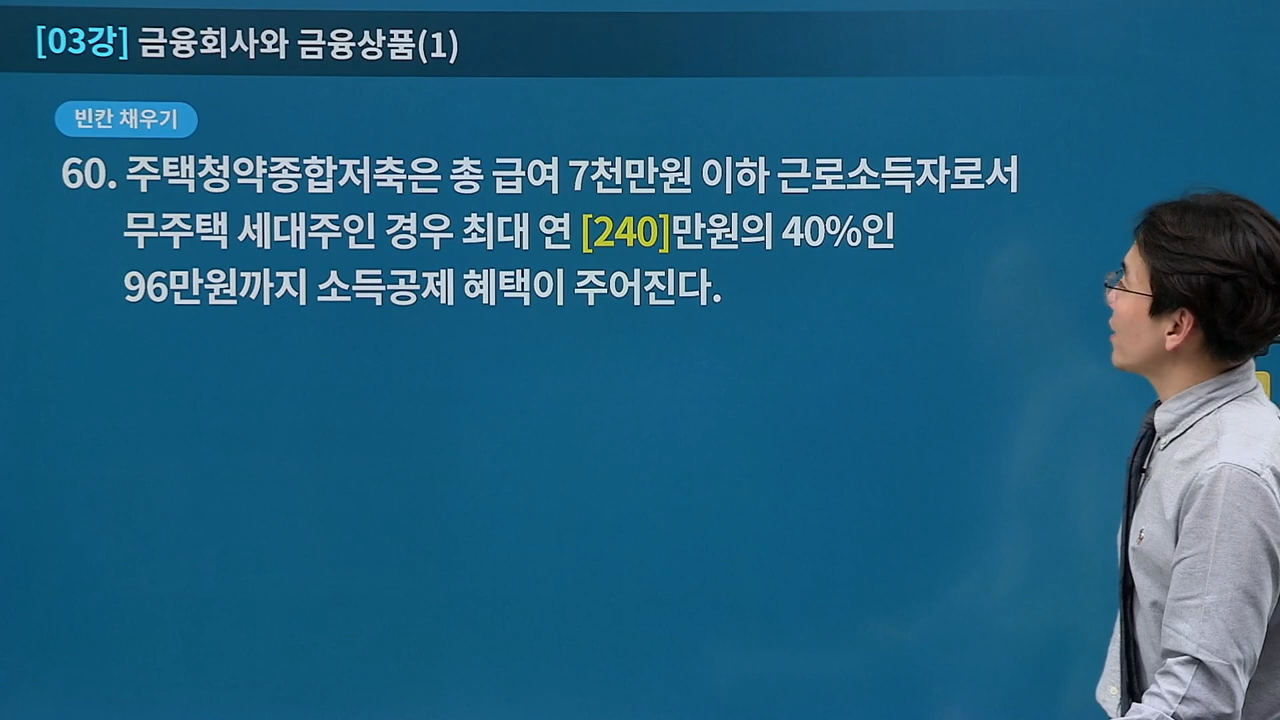 [03강] 금융회사와 금융상품(1)
빈칸 채우기
60. 주택청약종합저축은 총 급여 7천만원 이하 근로소득자로서
무주택 세대주인 경우 최대 연 [240]만원의 40%인
96만원까지 소득공제 혜택이 주어진다.